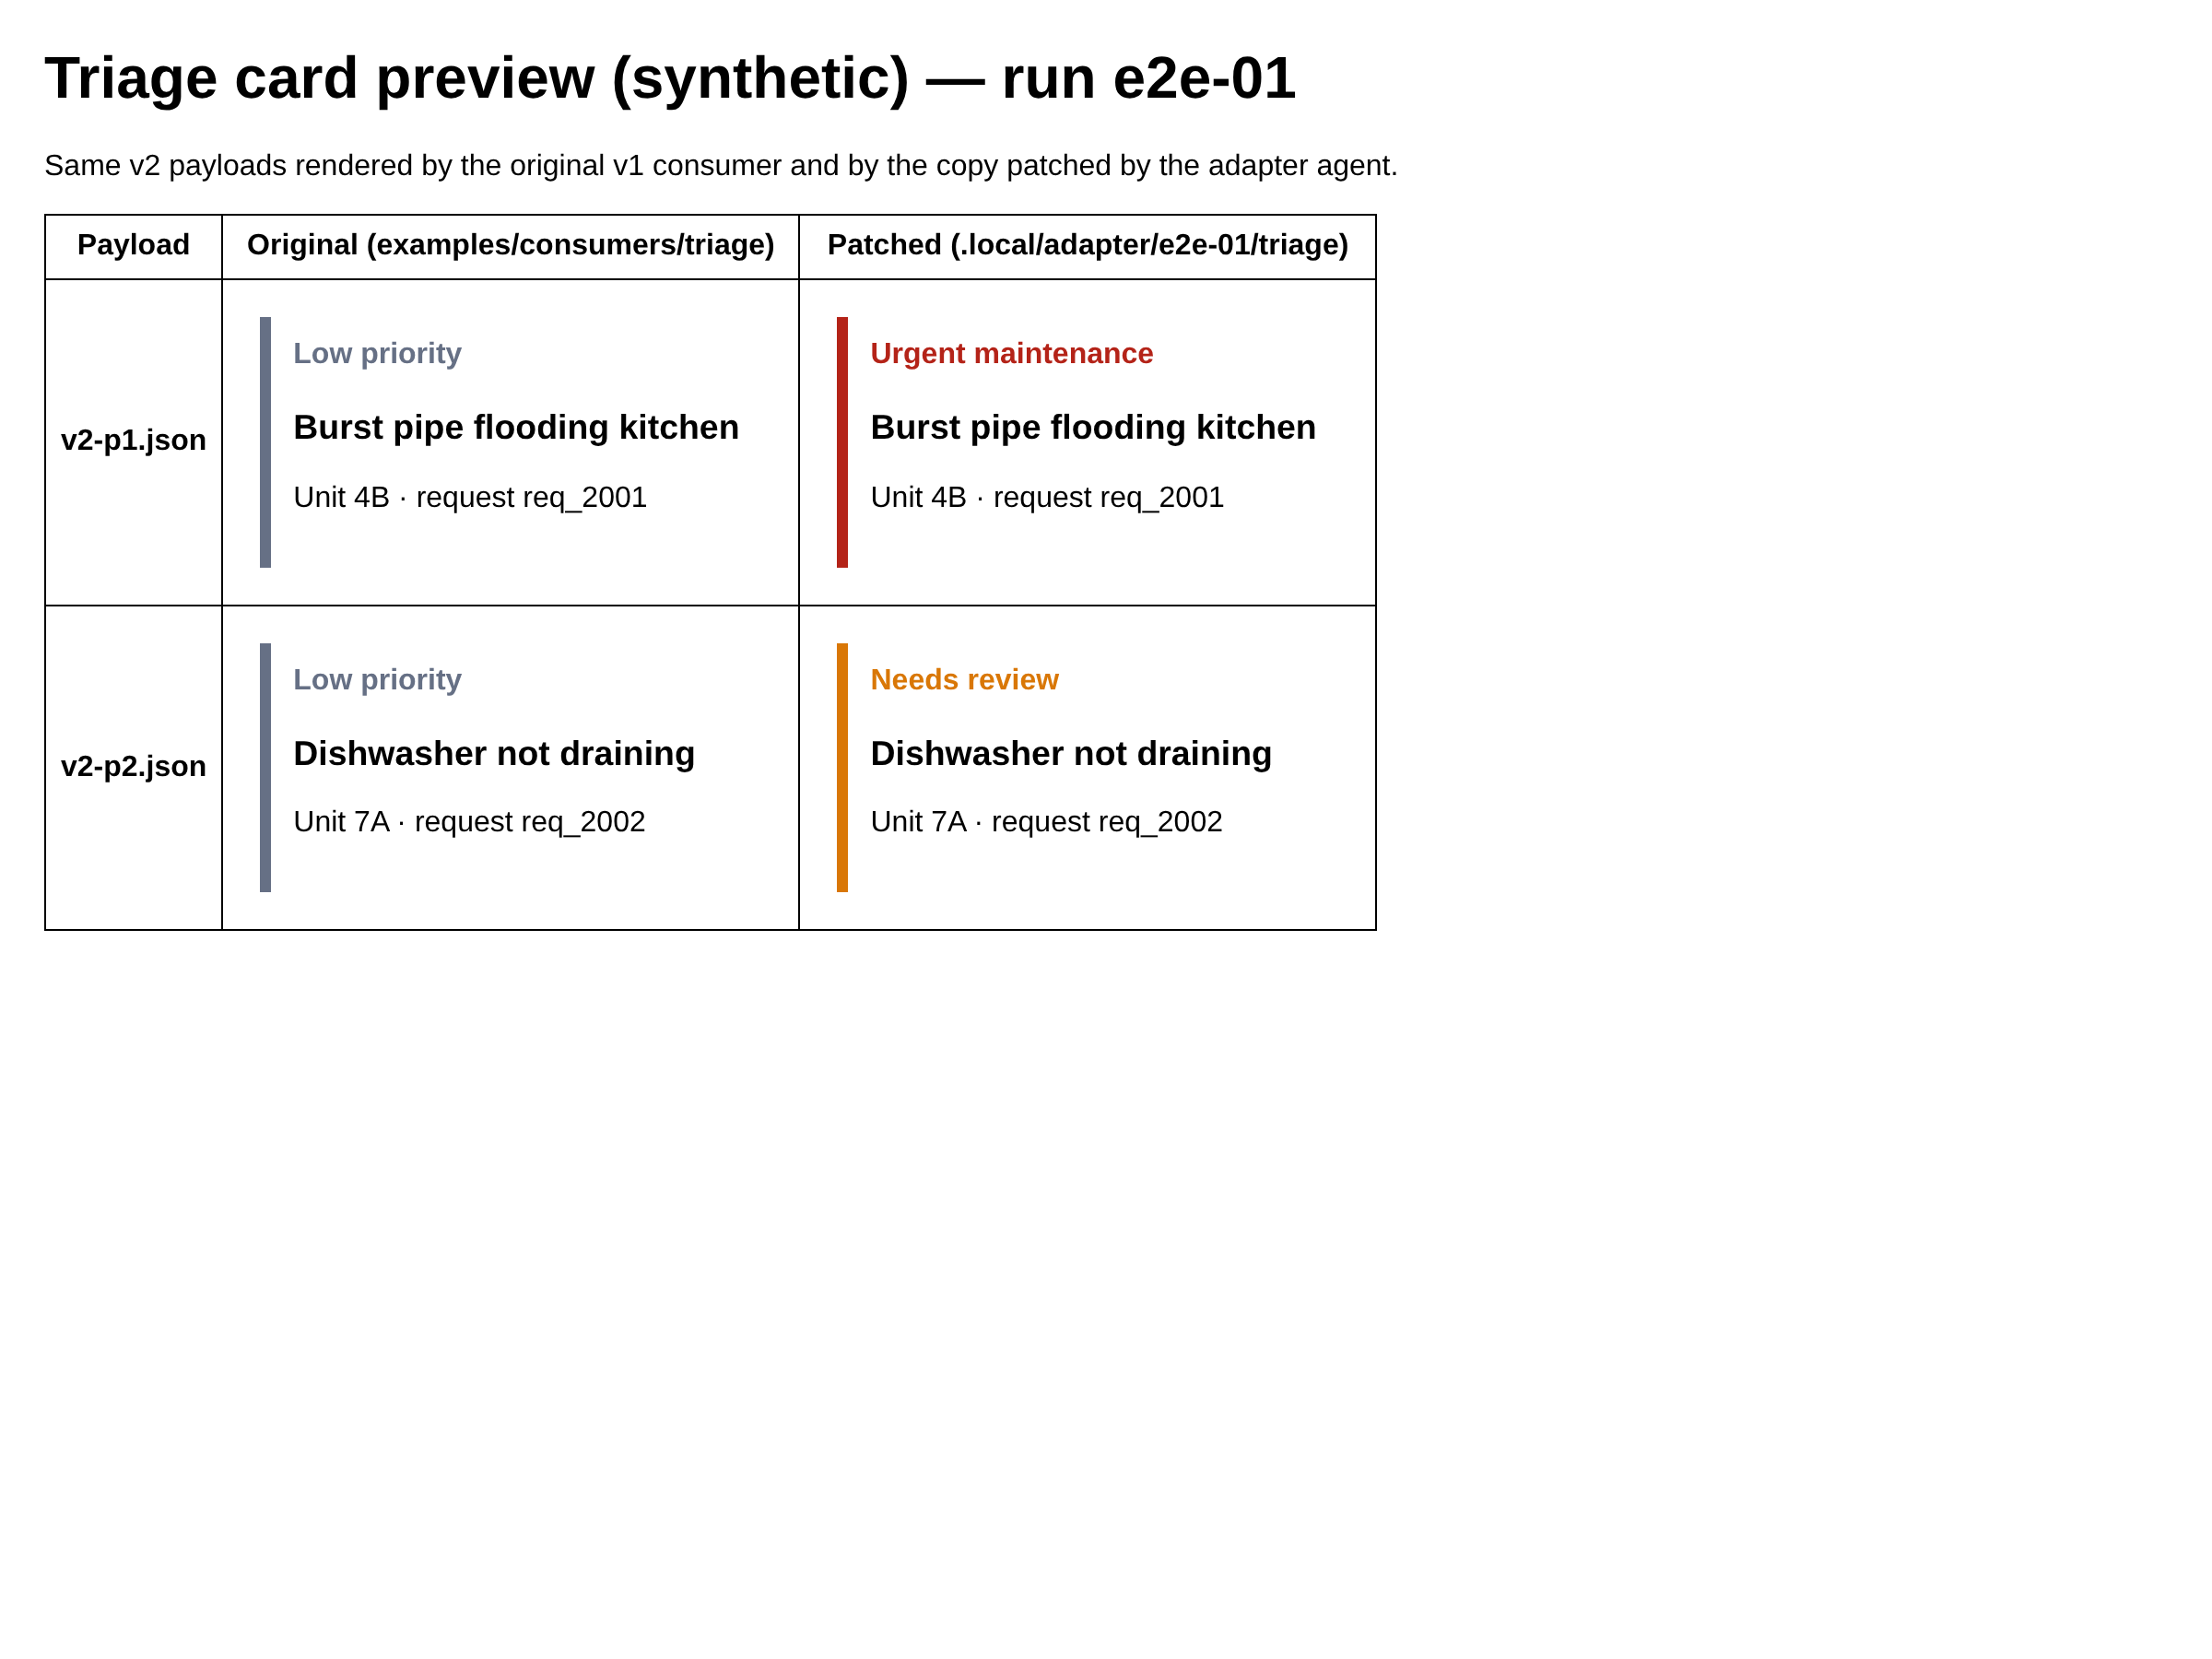 Triage card preview (synthetic) — run e2e-01
Same v2 payloads rendered by the original v1 consumer and by the copy patched by the adapter agent.
Payload
Original (examples/consumers/triage)
Patched (.local/adapter/e2e-01/triage)
v2-p1.json
Low priority
Burst pipe flooding kitchen
Unit 4B · request req_2001
Urgent maintenance
Burst pipe flooding kitchen
Unit 4B · request req_2001
v2-p2.json
Low priority
Dishwasher not draining
Unit 7A · request req_2002
Needs review
Dishwasher not draining
Unit 7A · request req_2002